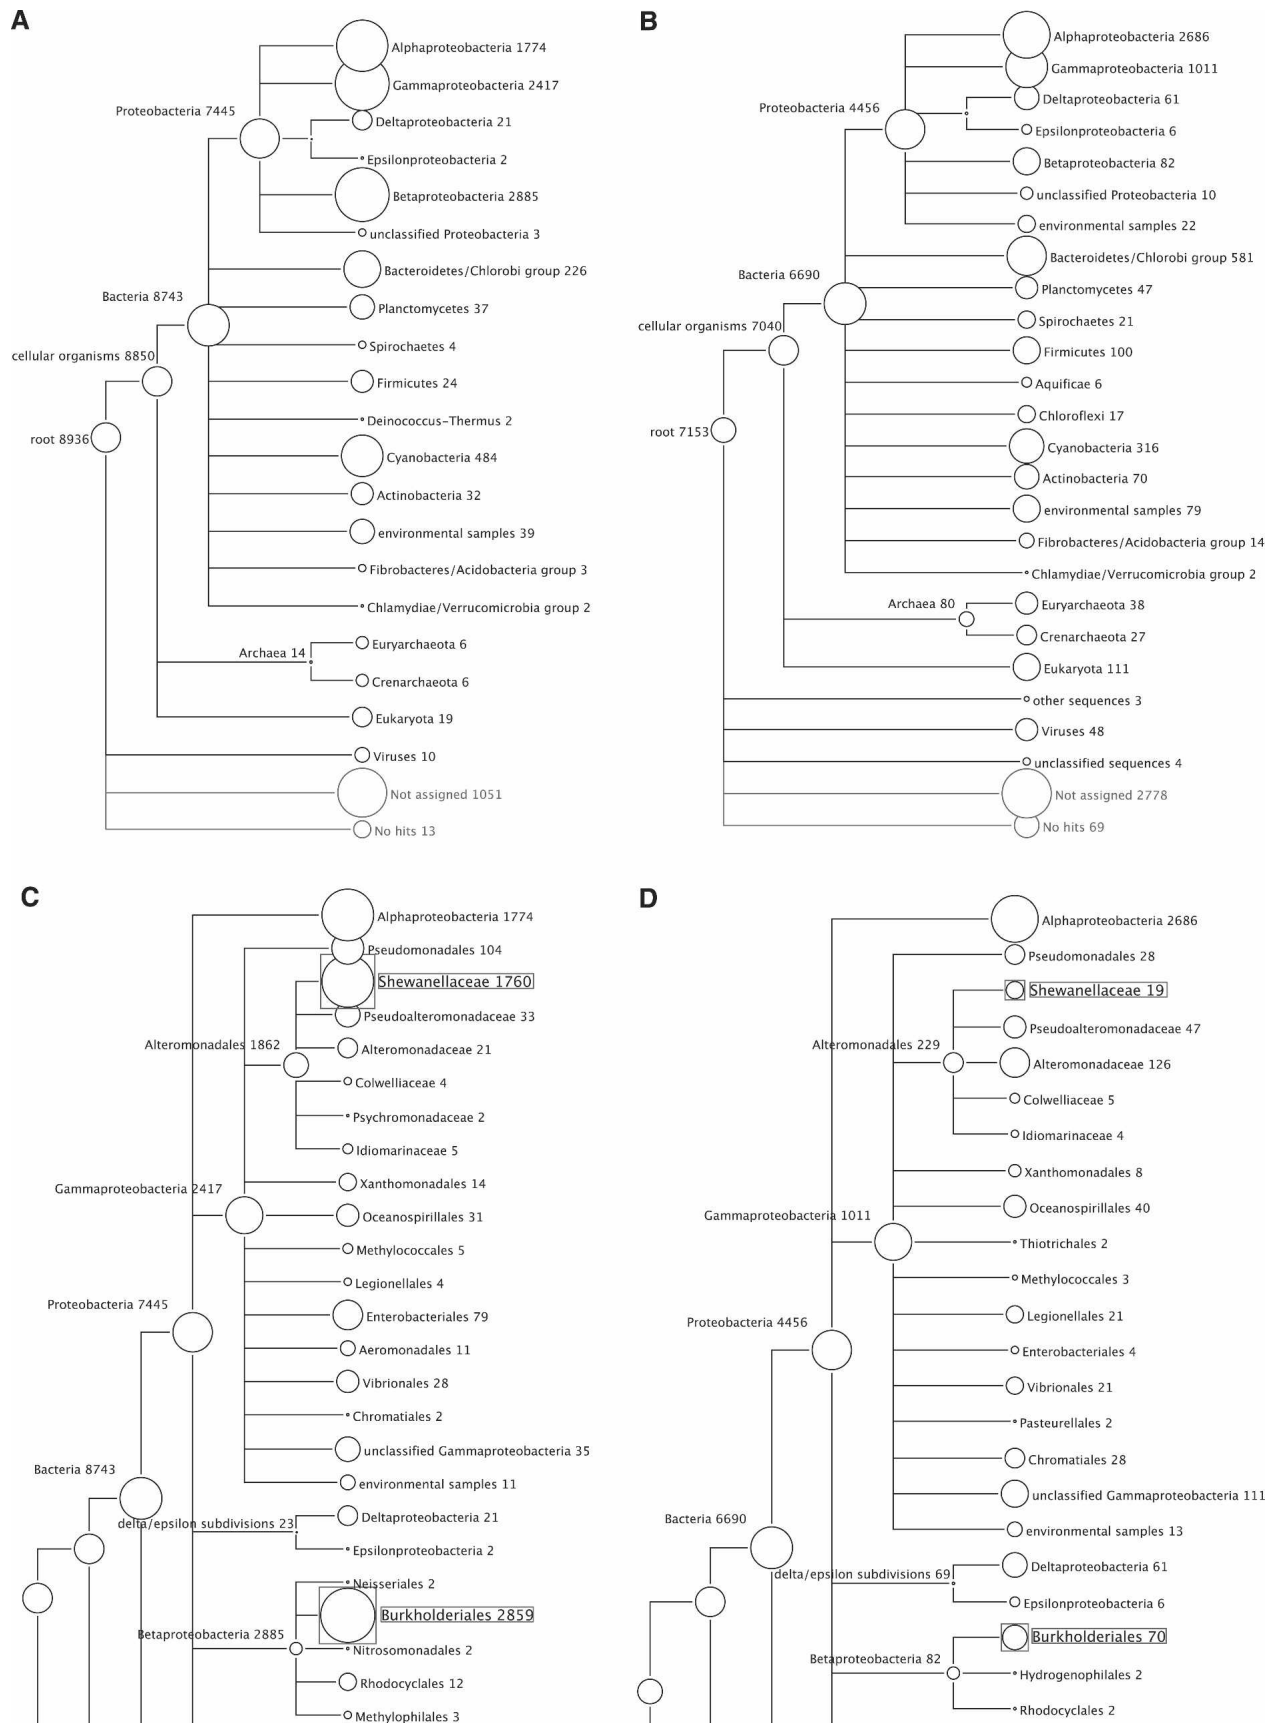 A
Alphaproteobacteria 1774
Gammaproteobacteria 2417
Proteobacteria 7445
Deltaproteobacteria 21
Epsilonproteobacteria 2
Betaproteobacteria 2885
unclassified Proteobacteria 3
Bacteroidetes/Chlorobi group 226
Bacteria 8743
Planctomycetes 37
Spirochaetes 4
cellular organisms 8850
Firmicutes 24
Deinococcus-Thermus 2
root 8936
Cyanobacteria 484
Actinobacteria 32
environmental samples 39
Fibrobacteres/Acidobacteria group 3
Chlamydiae/Verrucomicrobia group 2
Euryarchaeota 6
Archaea 14
Crenarchaeota 6
Eukaryota 19
Viruses 10
Not assigned 1051
No hits 13
B
Alphaproteobacteria 2686
Gammaproteobacteria 1011
Deltaproteobacteria 61
Proteobacteria 4456
Epsilonproteobacteria 6
Betaproteobacteria 82
unclassified Proteobacteria 10
environmental samples 22
Bacteroidetes/Chlorobi group 581
Bacteria 6690
Planctomycetes 47
Spirochaetes 21
cellular organisms 7040
Firmicutes 100
Aquificae 6
Chloroflexi 17
root 7153
Cyanobacteria 316
Actinobacteria 70
environmental samples 79
Fibrobacteres/Acidobacteria group 14
Chlamydiae/Verrucomicrobia group 2
Archaea 80
Euryarchaeota 38
Crenarchaeota 27
Eukaryota 111
other sequences 3
Viruses 48
unclassified sequences 4
Not assigned 2778
No hits 69
C
Alphaproteobacteria 1774
Pseudomonadales 104
Shewanellaceae 1760
Pseudoalteromonadaceae 33
Alteromonadales 1862
Alteromonadaceae 21
Colwelliaceae 4
Psychromonadaceae 2
Idiomarinaceae 5
Xanthomonadales 14
Gammaproteobacteria 2417
Oceanospirillales 31
Methylococcales 5
Legionellales 4
Proteobacteria 7445
Enterobacteriales 79
Aeromonadales 11
Vibrionales 28
Chromatiales 2
unclassified Gammaproteobacteria 35
Bacteria 8743
environmental samples 11
Deltaproteobacteria 21
delta/epsilon subdivisions 23
Epsilonproteobacteria 2
Neisseriales 2
Burkholderiales 2859
Betaproteobacteria 2885
Nitrosomonadales 2
Rhodocyclales 12
Methylophilales 3
D
Alphaproteobacteria 2686
Pseudomonadales 28
Shewanellaceae 19
Pseudoalteromonadaceae 47
Alteromonadales 229
Alteromonadaceae 126
Colwelliaceae 5
Idiomarinaceae 4
Xanthomonadales 8
Oceanospirillales 40
Gammaproteobacteria 1011
Thiotrichales 2
Methylococcales 3
Legionellales 21
Proteobacteria 4456
Enterobacteriales 4
Vibrionales 21
Pasteurellales 2
Chromatiales 28
unclassified Gammaproteobacteria 111
Bacteria 6690
environmental samples 13
Deltaproteobacteria 61
delta/epsilon subdivisions 69
Epsilonproteobacteria 6
Burkholderiales 70
Betaproteobacteria 82
Hydrogenophilales 2
Rhodocyclales 2